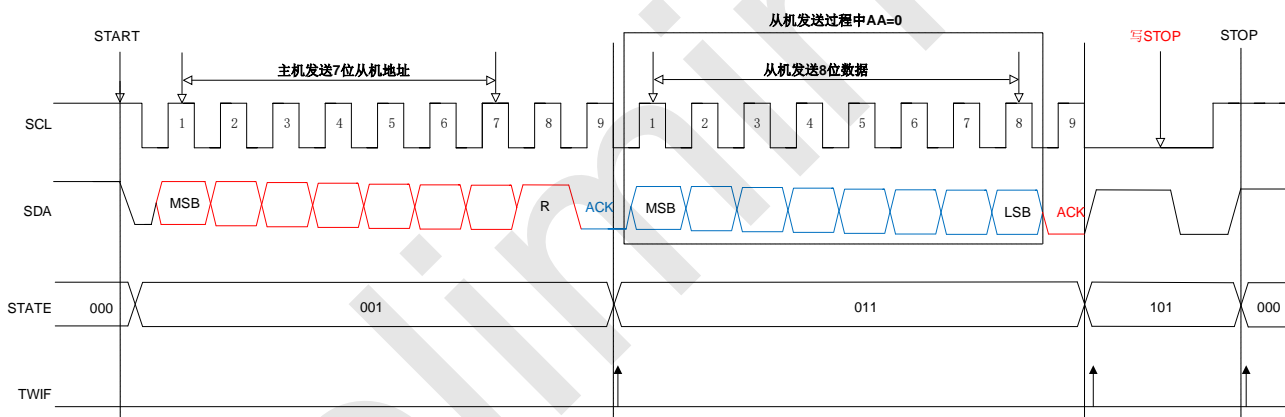 从机发送过程中AA=0
START
写STOP
STOP
主机发送7位从机地址
从机发送8位数据
SCL
1 2 3 4 5 6 7 8 9 1 2 3 4 5 6 7 8 9
SDA
MSB R ACK MSB LSB ACK
STATE
000 001 011 101 000
TWIF